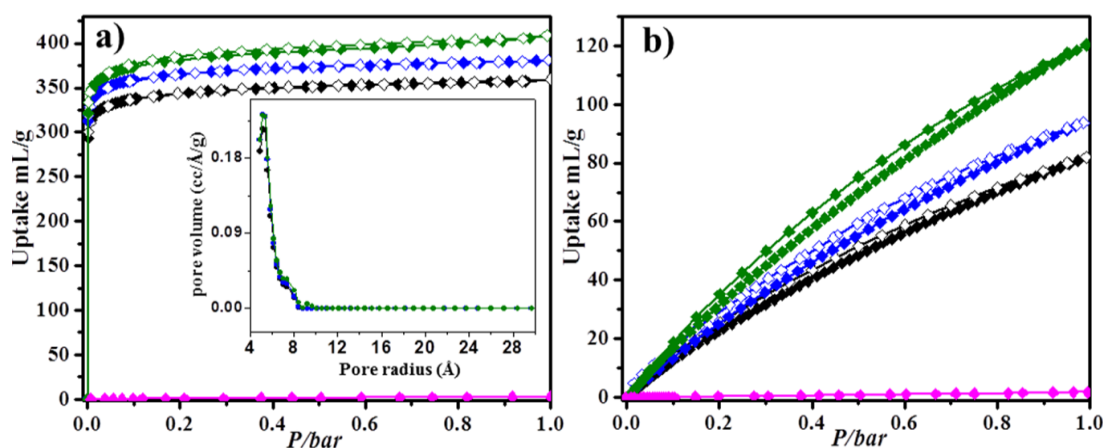 a)
Uptake mL/g
400
350
300
250
200
150
100
50
0
0.0 0.2 0.4 0.6 0.8 1.0
P/bar
pore volume (cc/Å/g)
0.18
0.09
0.00
4 8 12 16 20 24 28
Pore radius (Å)
b)
Uptake mL/g
120
100
80
60
40
20
0
0.0 0.2 0.4 0.6 0.8 1.0
P/bar